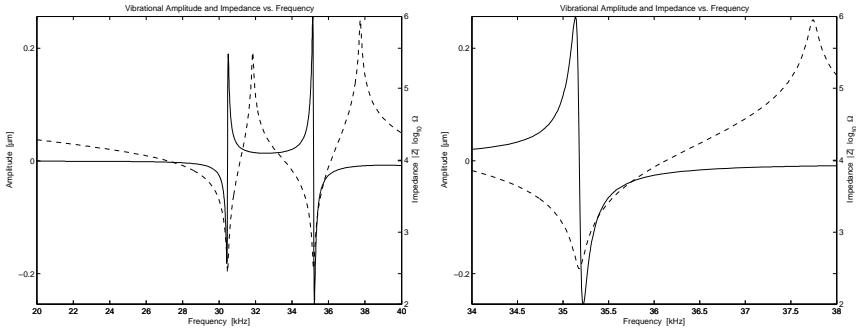 Vibrational Amplitude and Impedance vs. Frequency
0.2
0
−0.2
Amplitude [μm]
6
5
4
3
2
Impedance |Z| log10 Ω
20 22 24 26 28 30 32 34 36 38 40
Frequency [kHz]
Vibrational Amplitude and Impedance vs. Frequency
0.2
0
−0.2
Amplitude [μm]
6
5
4
3
2
Impedance |Z| log10 Ω
34 34.5 35 35.5 36 36.5 37 37.5 38
Frequency [kHz]